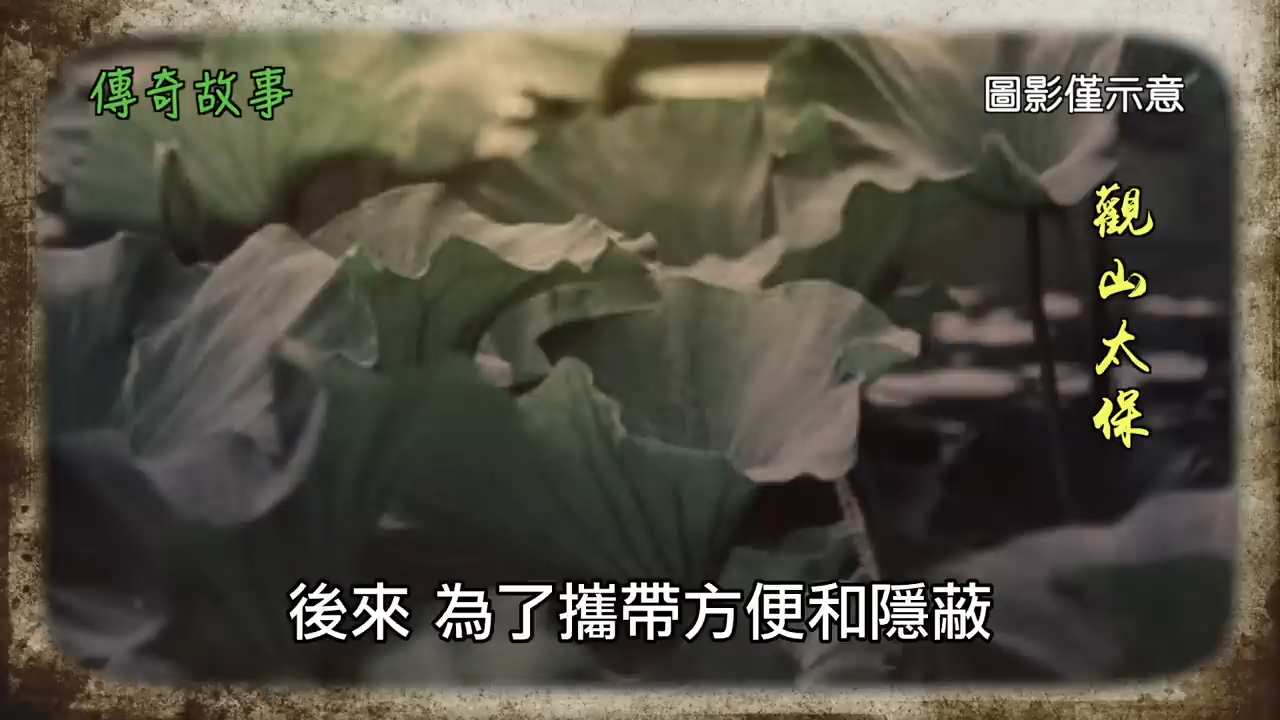 傳奇故事
圖影僅示意
觀山太保
後來 為了攜帶方便和隱蔽